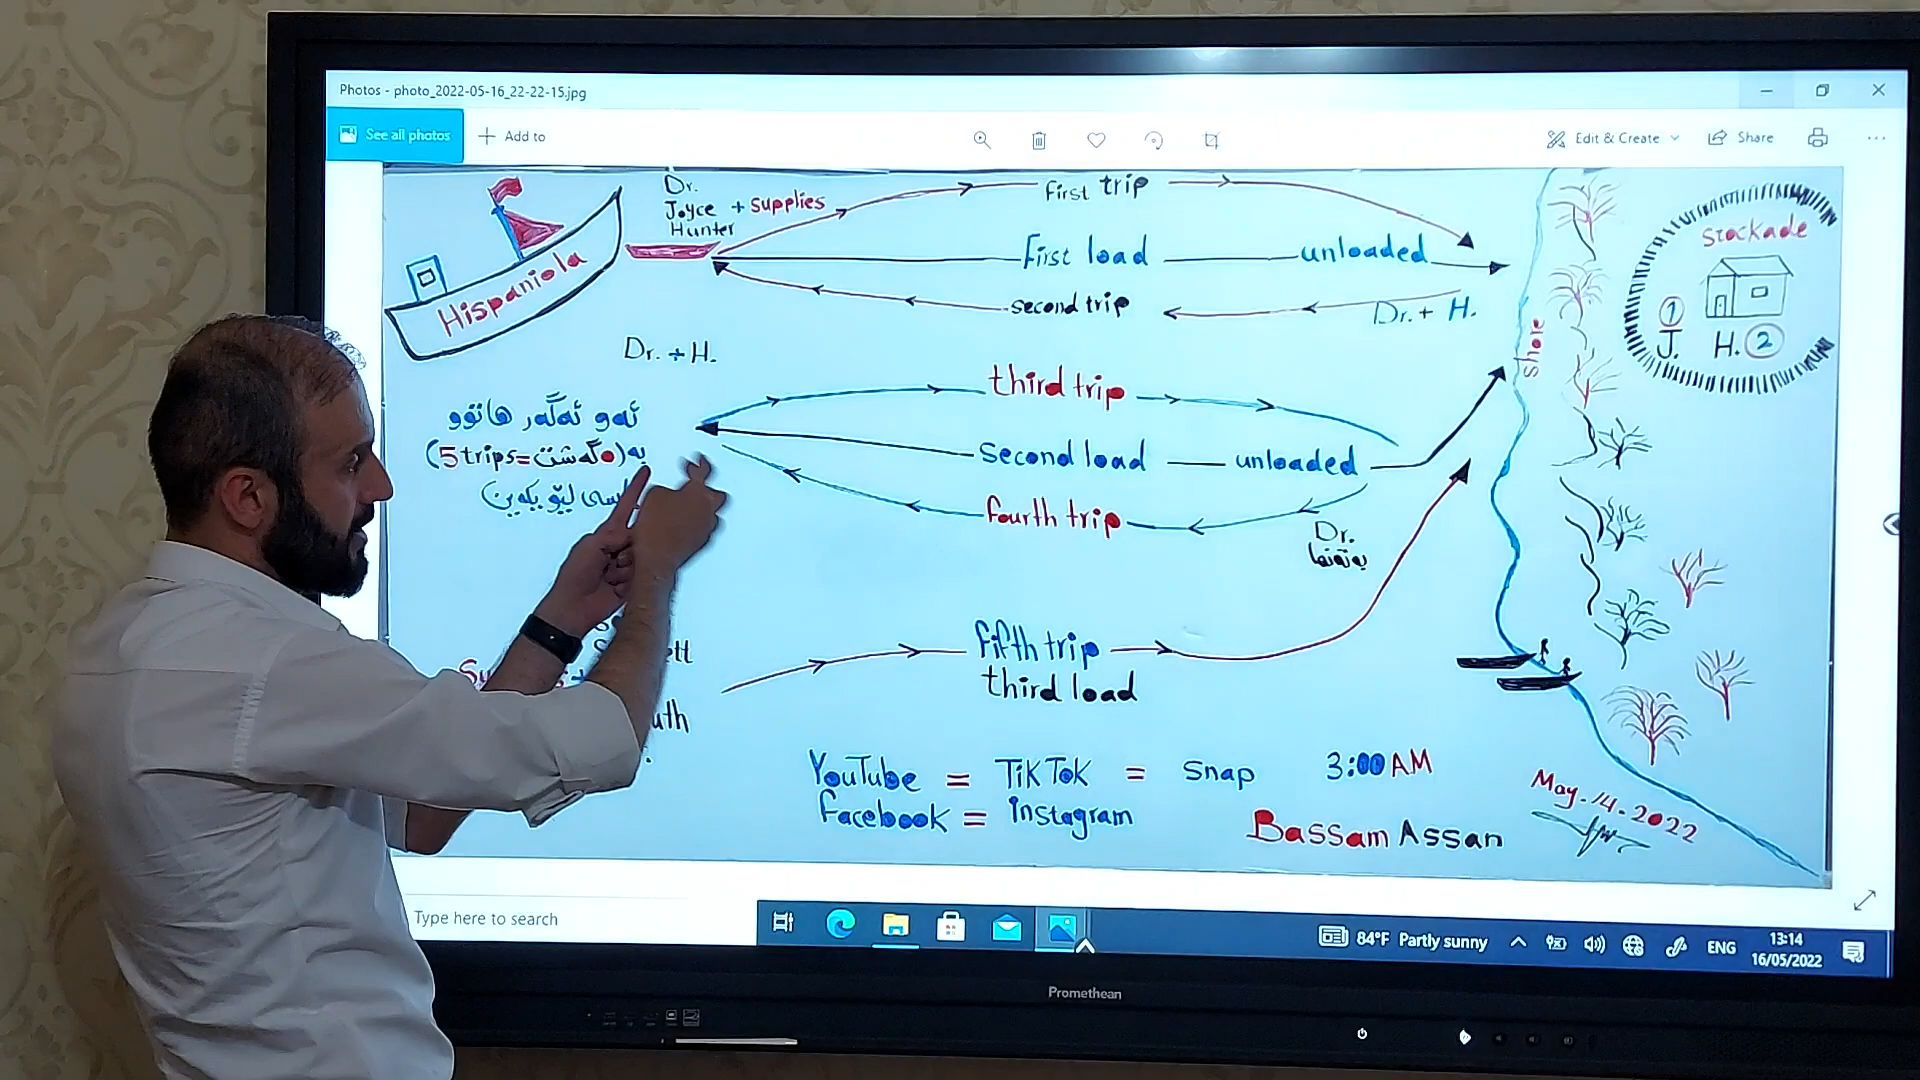 Photos - photo_2022-05-16_22-22-15.jpg
See all photos
Add to
Edit & Create
Share
Dr.
Joyce + supplies
Hunter
First trip
First load
unloaded
second trip
Dr. + H.
Hispaniola
Stockade
1
J. H. 2
Shore
Dr. + H.
third trip
ئەو ئەگەر هاتوو
بە(٥گەشت=5 trips)
Second load
unloaded
fourth trip
Dr.
بەتەنها
fifth trip
third load
YouTube = TikTok = Snap
3:00 AM
facebook = instagram
Bassam Assan
May.14.2022
Type here to search
84°F Partly sunny
ENG
13:14
16/05/2022
Promethean